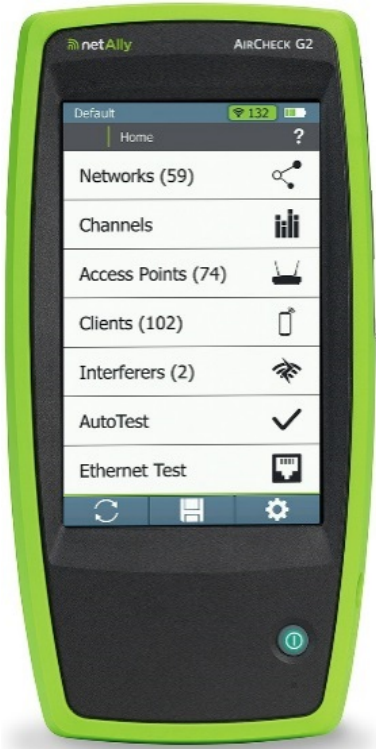 netAlly
AIRCHECK G2
Default
132
Home
?
Networks (59)
Channels
Access Points (74)
Clients (102)
Interferers (2)
AutoTest
Ethernet Test